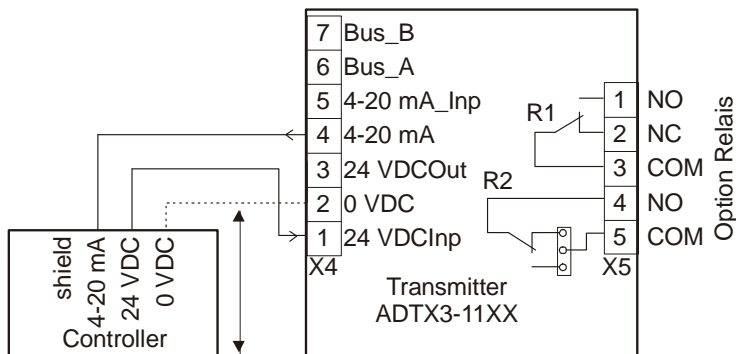 7 Bus_B
6 Bus_A
5 4-20 mA_Inp
4 4-20 mA
3 24 VDCOut
2 0 VDC
1 24 VDCInp
X4
R1
R2
1 NO
2 NC
3 COM
4 NO
5 COM
X5
Option Relais
Transmitter
ADTX3-11XX
shield
4-20 mA
24 VDC
0 VDC
Controller